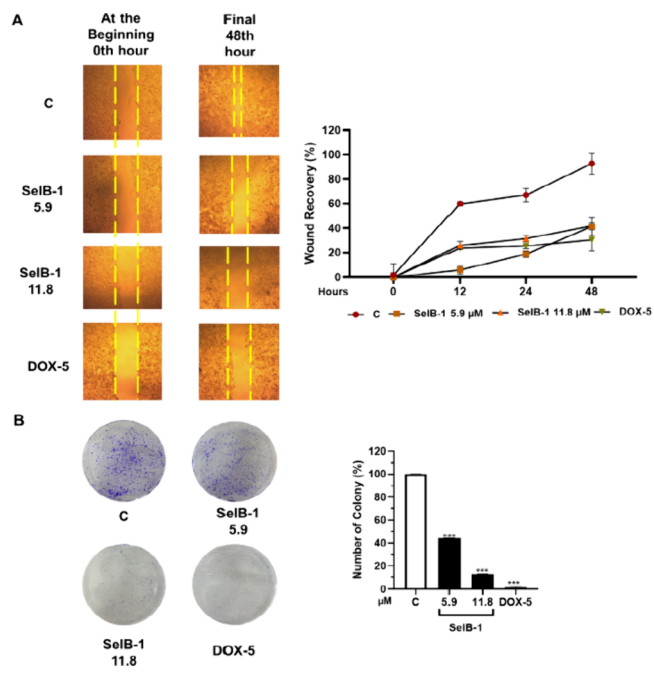 A
At the
Beginning
0th hour
Final
48th
hour
C
SelB-1
5.9
SelB-1
11.8
DOX-5
Wound Recovery (%)
120
100
80
60
40
20
0
Hours
0
12
24
48
C
SelB-1 5.9 µM
SelB-1 11.8 µM
DOX-5
B
C
SelB-1
5.9
SelB-1
11.8
DOX-5
Number of Colony (%)
120
100
80
60
40
20
0
***
***
***
µM
C
5.9
11.8
DOX-5
SelB-1